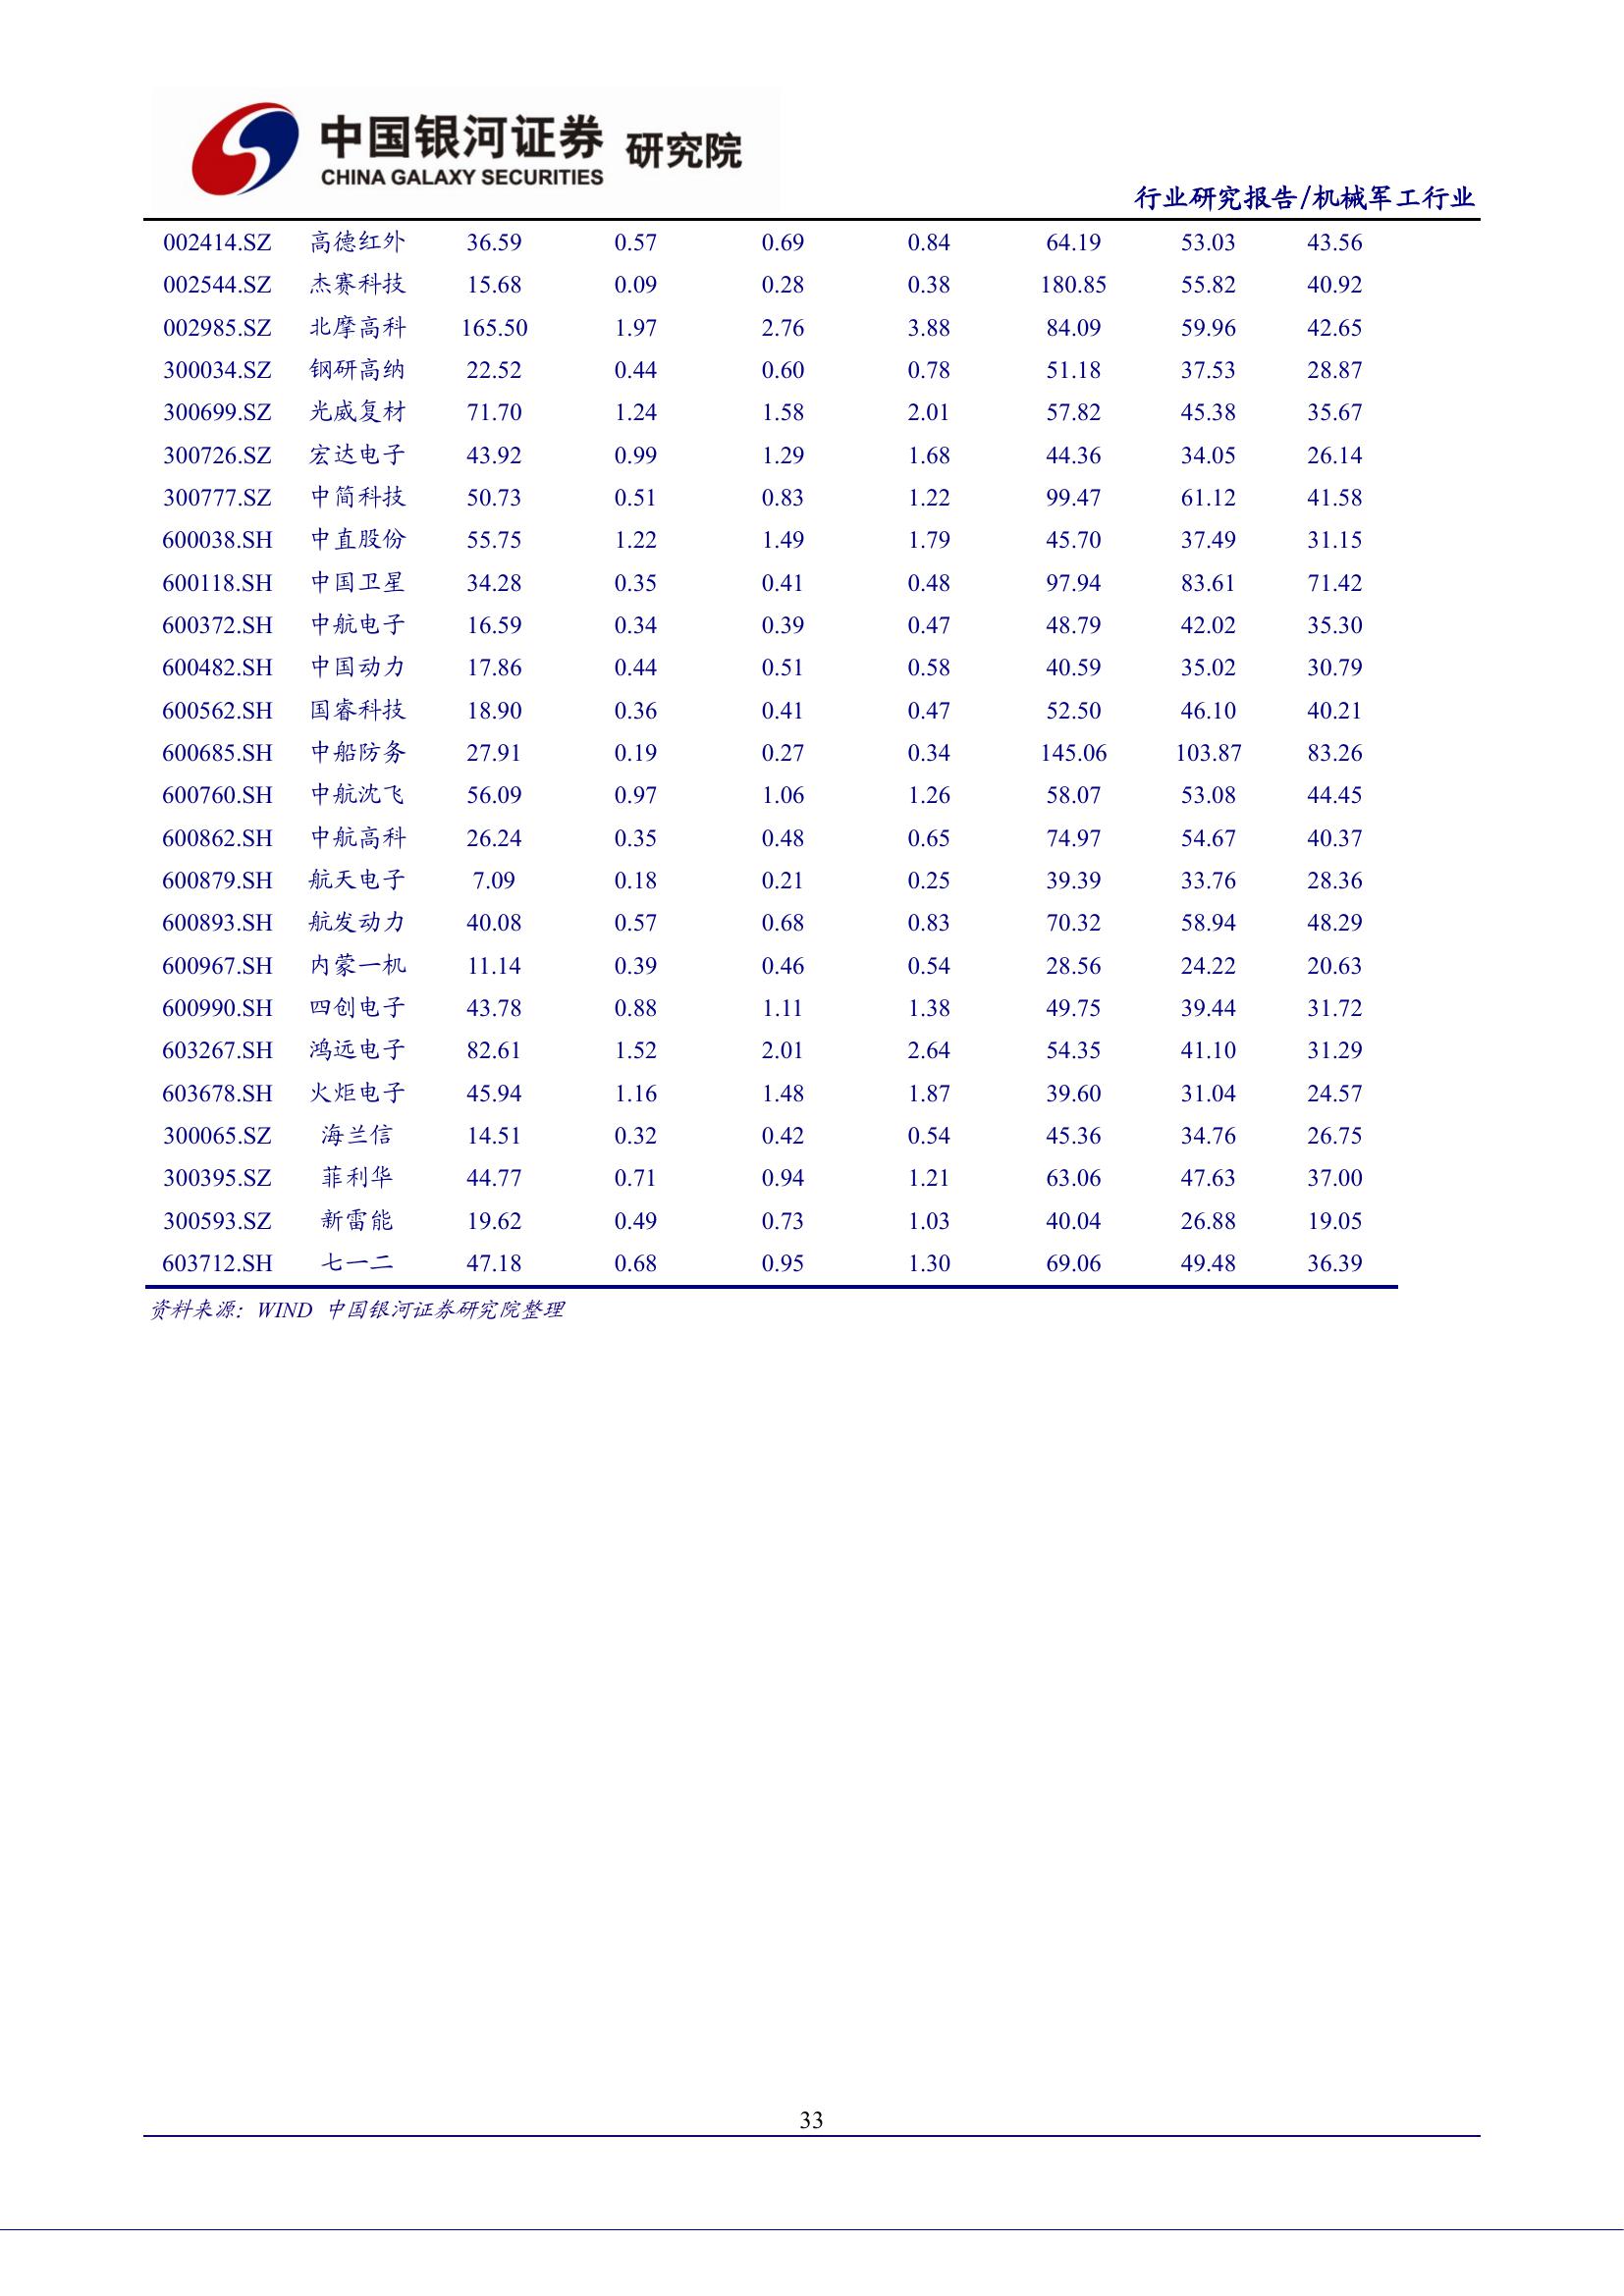 中国银河证券 研究院
CHINA GALAXY SECURITIES
行业研究报告/机械军工行业
002414.SZ 高德红外 36.59 0.57 0.69 0.84 64.19 53.03 43.56
002544.SZ 杰赛科技 15.68 0.09 0.28 0.38 180.85 55.82 40.92
002985.SZ 北摩高科 165.50 1.97 2.76 3.88 84.09 59.96 42.65
300034.SZ 钢研高纳 22.52 0.44 0.60 0.78 51.18 37.53 28.87
300699.SZ 光威复材 71.70 1.24 1.58 2.01 57.82 45.38 35.67
300726.SZ 宏达电子 43.92 0.99 1.29 1.68 44.36 34.05 26.14
300777.SZ 中简科技 50.73 0.51 0.83 1.22 99.47 61.12 41.58
600038.SH 中直股份 55.75 1.22 1.49 1.79 45.70 37.49 31.15
600118.SH 中国卫星 34.28 0.35 0.41 0.48 97.94 83.61 71.42
600372.SH 中航电子 16.59 0.34 0.39 0.47 48.79 42.02 35.30
600482.SH 中国动力 17.86 0.44 0.51 0.58 40.59 35.02 30.79
600562.SH 国睿科技 18.90 0.36 0.41 0.47 52.50 46.10 40.21
600685.SH 中船防务 27.91 0.19 0.27 0.34 145.06 103.87 83.26
600760.SH 中航沈飞 56.09 0.97 1.06 1.26 58.07 53.08 44.45
600862.SH 中航高科 26.24 0.35 0.48 0.65 74.97 54.67 40.37
600879.SH 航天电子 7.09 0.18 0.21 0.25 39.39 33.76 28.36
600893.SH 航发动力 40.08 0.57 0.68 0.83 70.32 58.94 48.29
600967.SH 内蒙一机 11.14 0.39 0.46 0.54 28.56 24.22 20.63
600990.SH 四创电子 43.78 0.88 1.11 1.38 49.75 39.44 31.72
603267.SH 鸿远电子 82.61 1.52 2.01 2.64 54.35 41.10 31.29
603678.SH 火炬电子 45.94 1.16 1.48 1.87 39.60 31.04 24.57
300065.SZ 海兰信 14.51 0.32 0.42 0.54 45.36 34.76 26.75
300395.SZ 菲利华 44.77 0.71 0.94 1.21 63.06 47.63 37.00
300593.SZ 新雷能 19.62 0.49 0.73 1.03 40.04 26.88 19.05
603712.SH 七一二 47.18 0.68 0.95 1.30 69.06 49.48 36.39
资料来源：WIND 中国银河证券研究院整理
33